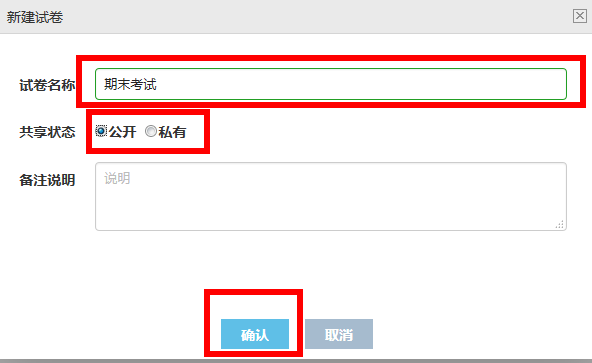 新建试卷
试卷名称 期末考试
共享状态 公开 私有
备注说明 说明
确认 取消